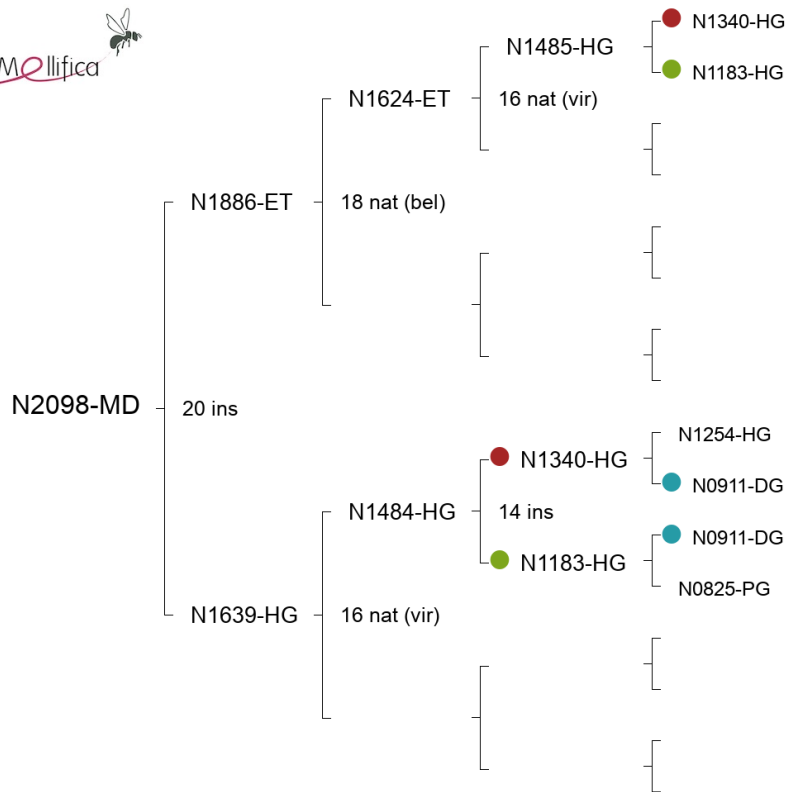 Mellifica
N1340-HG
N1485-HG
N1183-HG
N1624-ET
16 nat (vir)
N1886-ET
18 nat (bel)
N2098-MD
20 ins
N1254-HG
N1340-HG
N0911-DG
N1484-HG
14 ins
N0911-DG
N1183-HG
N0825-PG
N1639-HG
16 nat (vir)